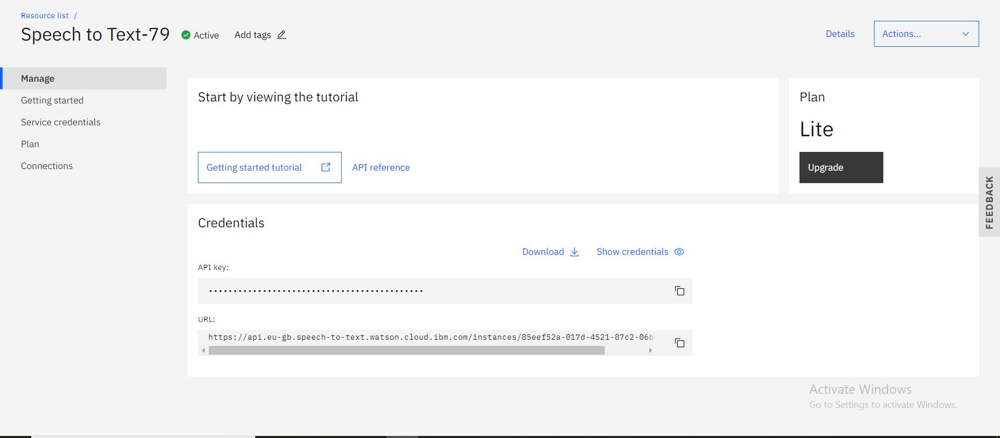 Resource list /
Speech to Text-79
Active
Add tags
Details
Actions...
Manage
Getting started
Service credentials
Plan
Connections
Start by viewing the tutorial
Getting started tutorial
API reference
Plan
Lite
Upgrade
FEEDBACK
Credentials
Download
Show credentials
API key:
••••••••••••••••••••••••••••••••••••••••••••
URL:
https://api.eu-gb.speech-to-text.watson.cloud.ibm.com/instances/85eef52a-017d-4521-87c2-06b
Activate Windows
Go to Settings to activate Windows.